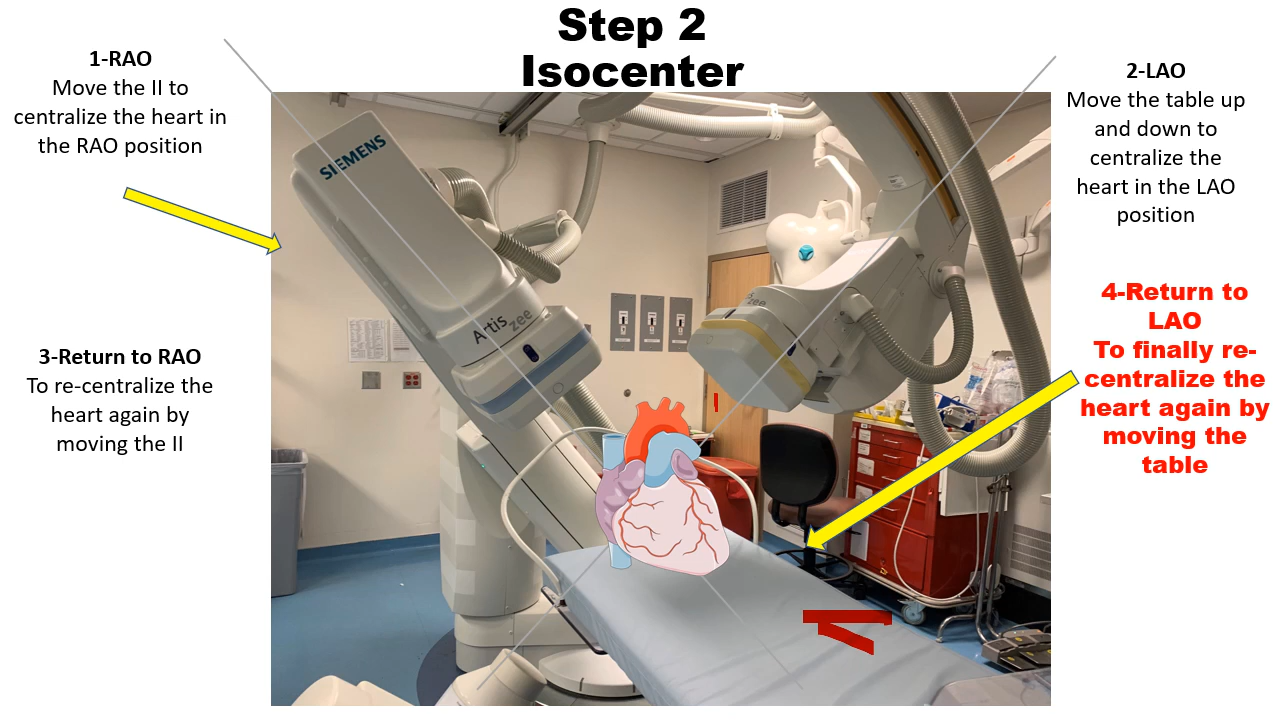 Step 2
Isocenter
1-RAO
Move the II to
centralize the heart in
the RAO position
2-LAO
Move the table up
and down to
centralize the
heart in the LAO
position
SIEMENS
Artis zee
zee
3-Return to RAO
To re-centralize the
heart again by
moving the II
4-Return to
LAO
To finally re-
centralize the
heart again by
moving the
table